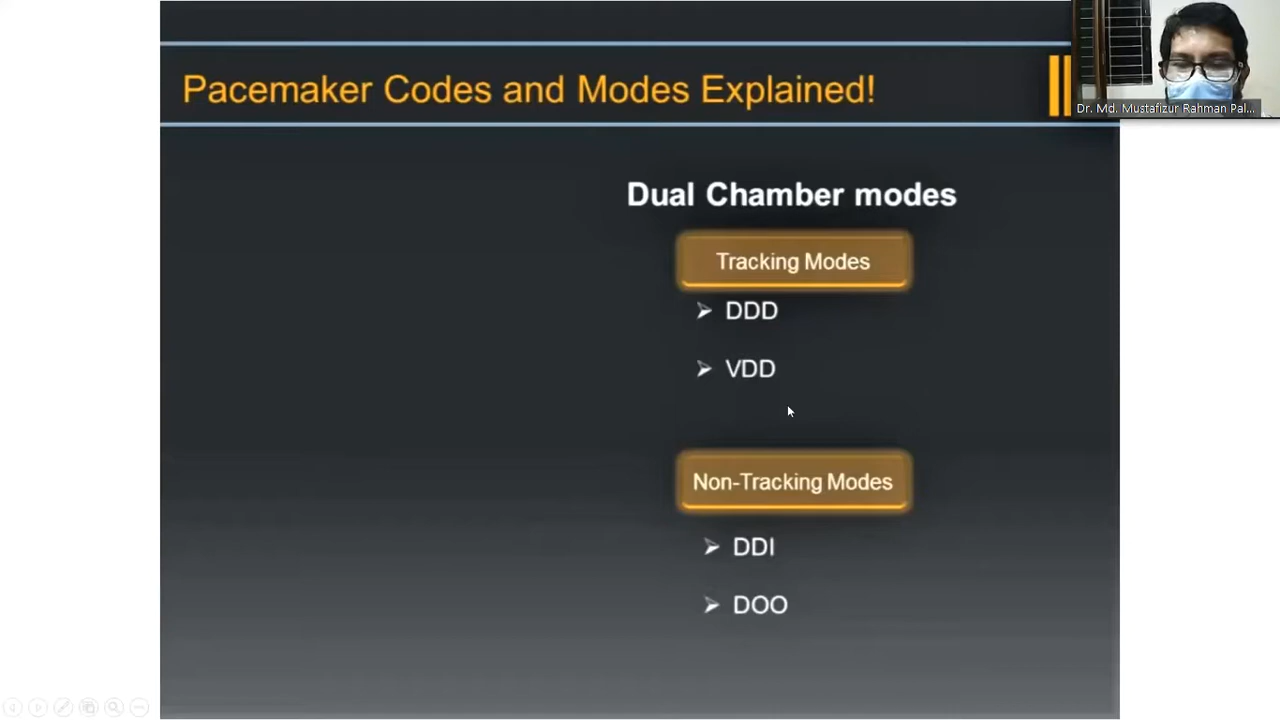 Pacemaker Codes and Modes Explained!
Dr. Md. Mustafizur Rahman Pal...
Dual Chamber modes
Tracking Modes
DDD
VDD
Non-Tracking Modes
DDI
DOO